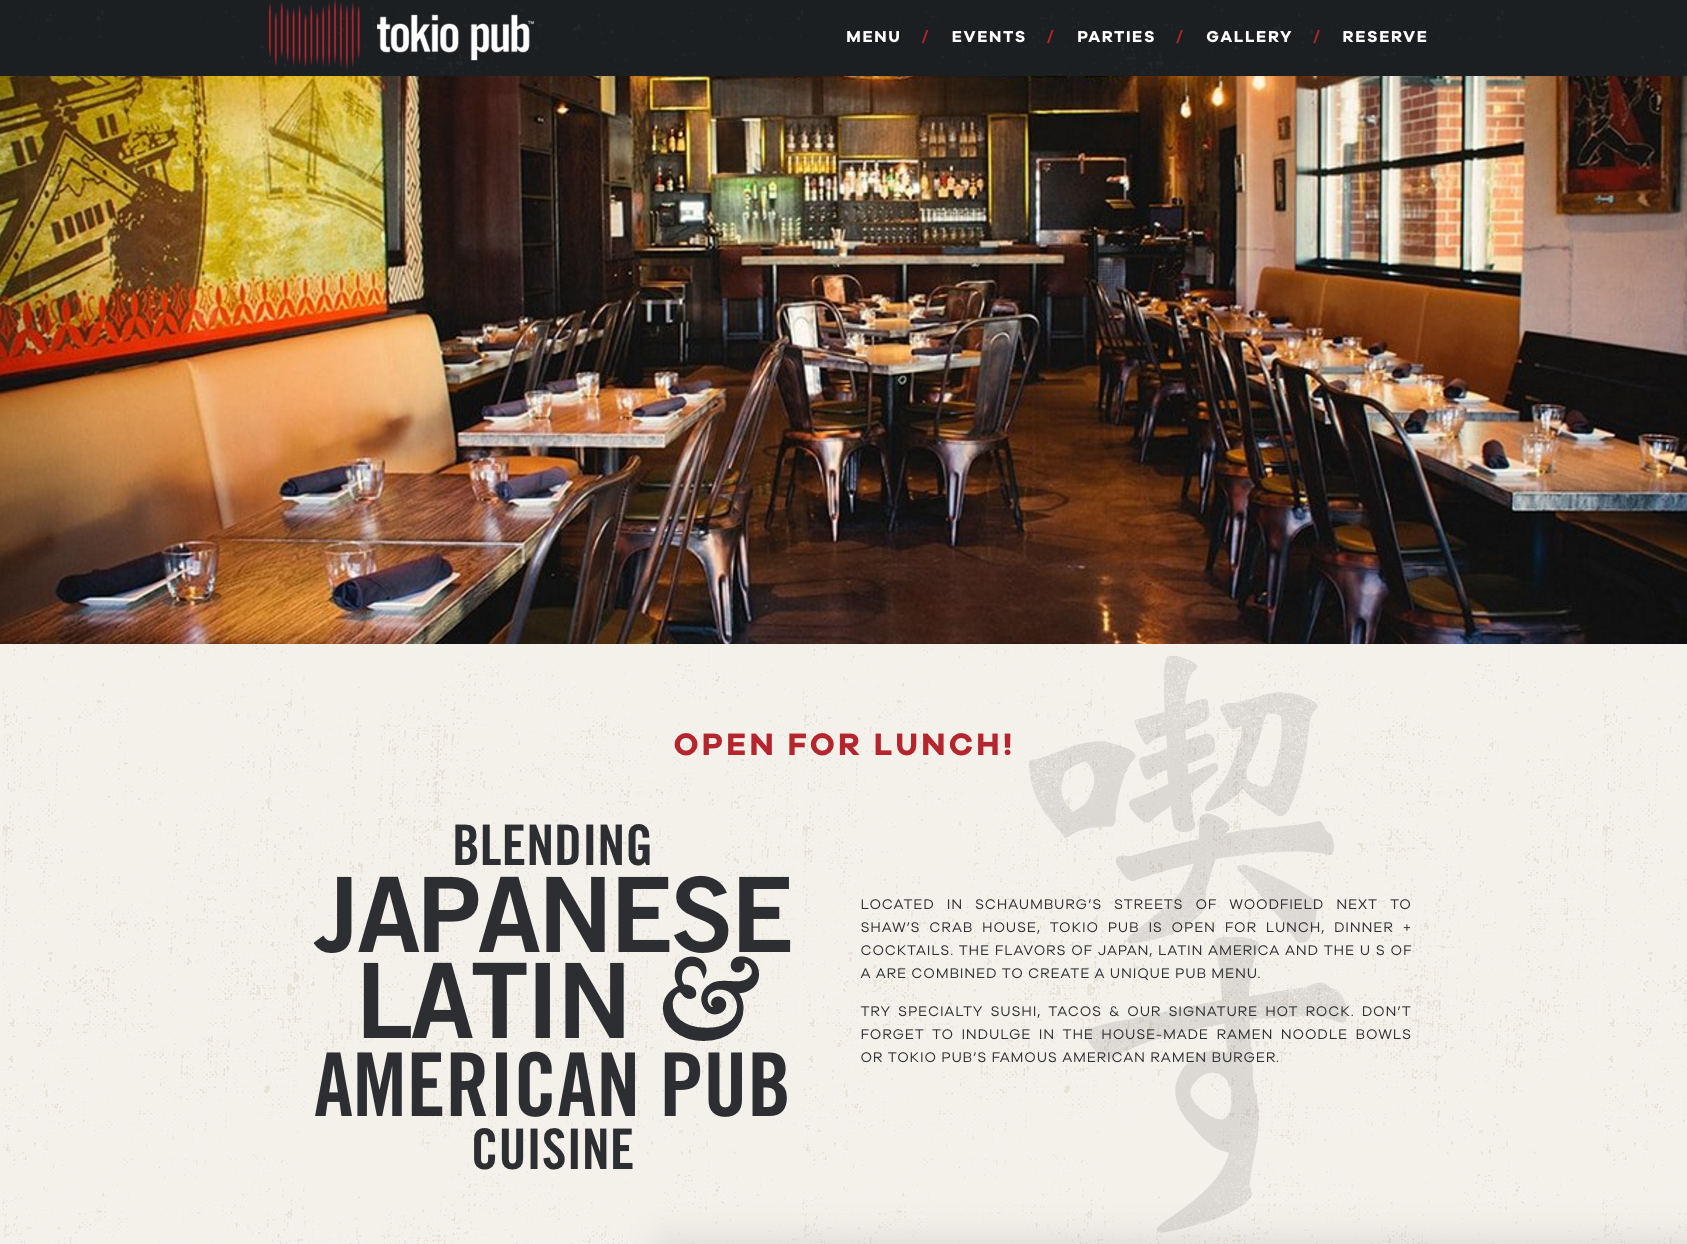 tokio pub™
MENU / EVENTS / PARTIES / GALLERY / RESERVE
OPEN FOR LUNCH!
BLENDING
JAPANESE
LATIN &
AMERICAN PUB
CUISINE
喫す
LOCATED IN SCHAUMBURG’S STREETS OF WOODFIELD NEXT TO
SHAW’S CRAB HOUSE, TOKIO PUB IS OPEN FOR LUNCH, DINNER +
COCKTAILS. THE FLAVORS OF JAPAN, LATIN AMERICA AND THE U S OF
A ARE COMBINED TO CREATE A UNIQUE PUB MENU.
TRY SPECIALTY SUSHI, TACOS & OUR SIGNATURE HOT ROCK. DON’T
FORGET TO INDULGE IN THE HOUSE-MADE RAMEN NOODLE BOWLS
OR TOKIO PUB’S FAMOUS AMERICAN RAMEN BURGER.